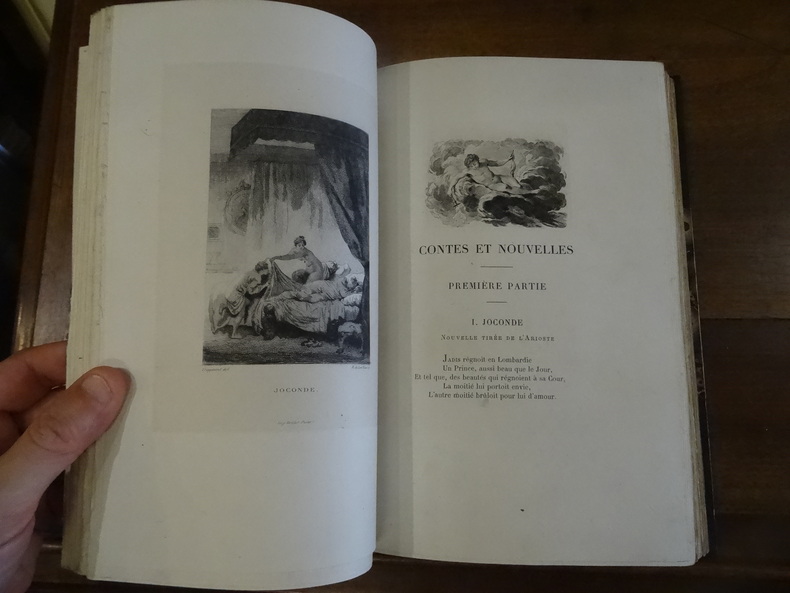 JOCONDE.
CONTES ET NOUVELLES
PREMIÈRE PARTIE
I. JOCONDE
NOUVELLE TIRÉE DE L'ARIOSTE
JADIS régnoit en Lombardie
Un Prince, aussi beau que le Jour,
Et tel que, des beautés qui régnoient à sa Cour,
La moitié lui portoit envie,
L'autre moitié brûloit pour lui d'amour.